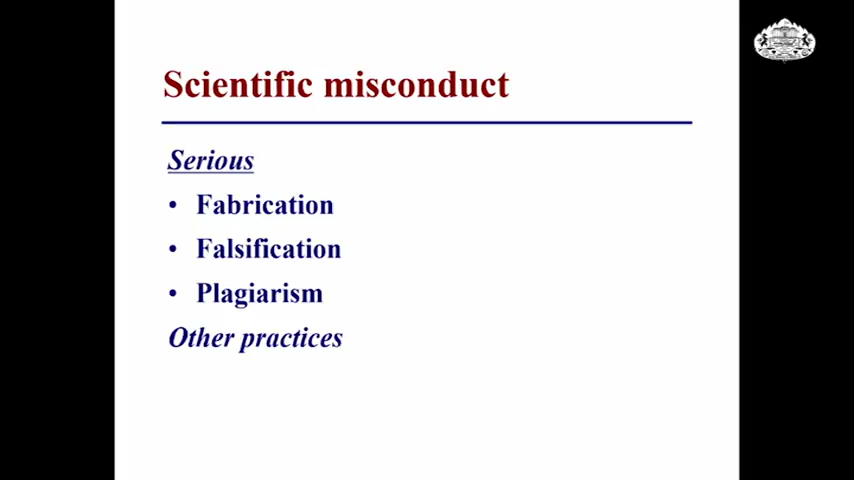 Scientific misconduct
Serious
• Fabrication
• Falsification
• Plagiarism
Other practices